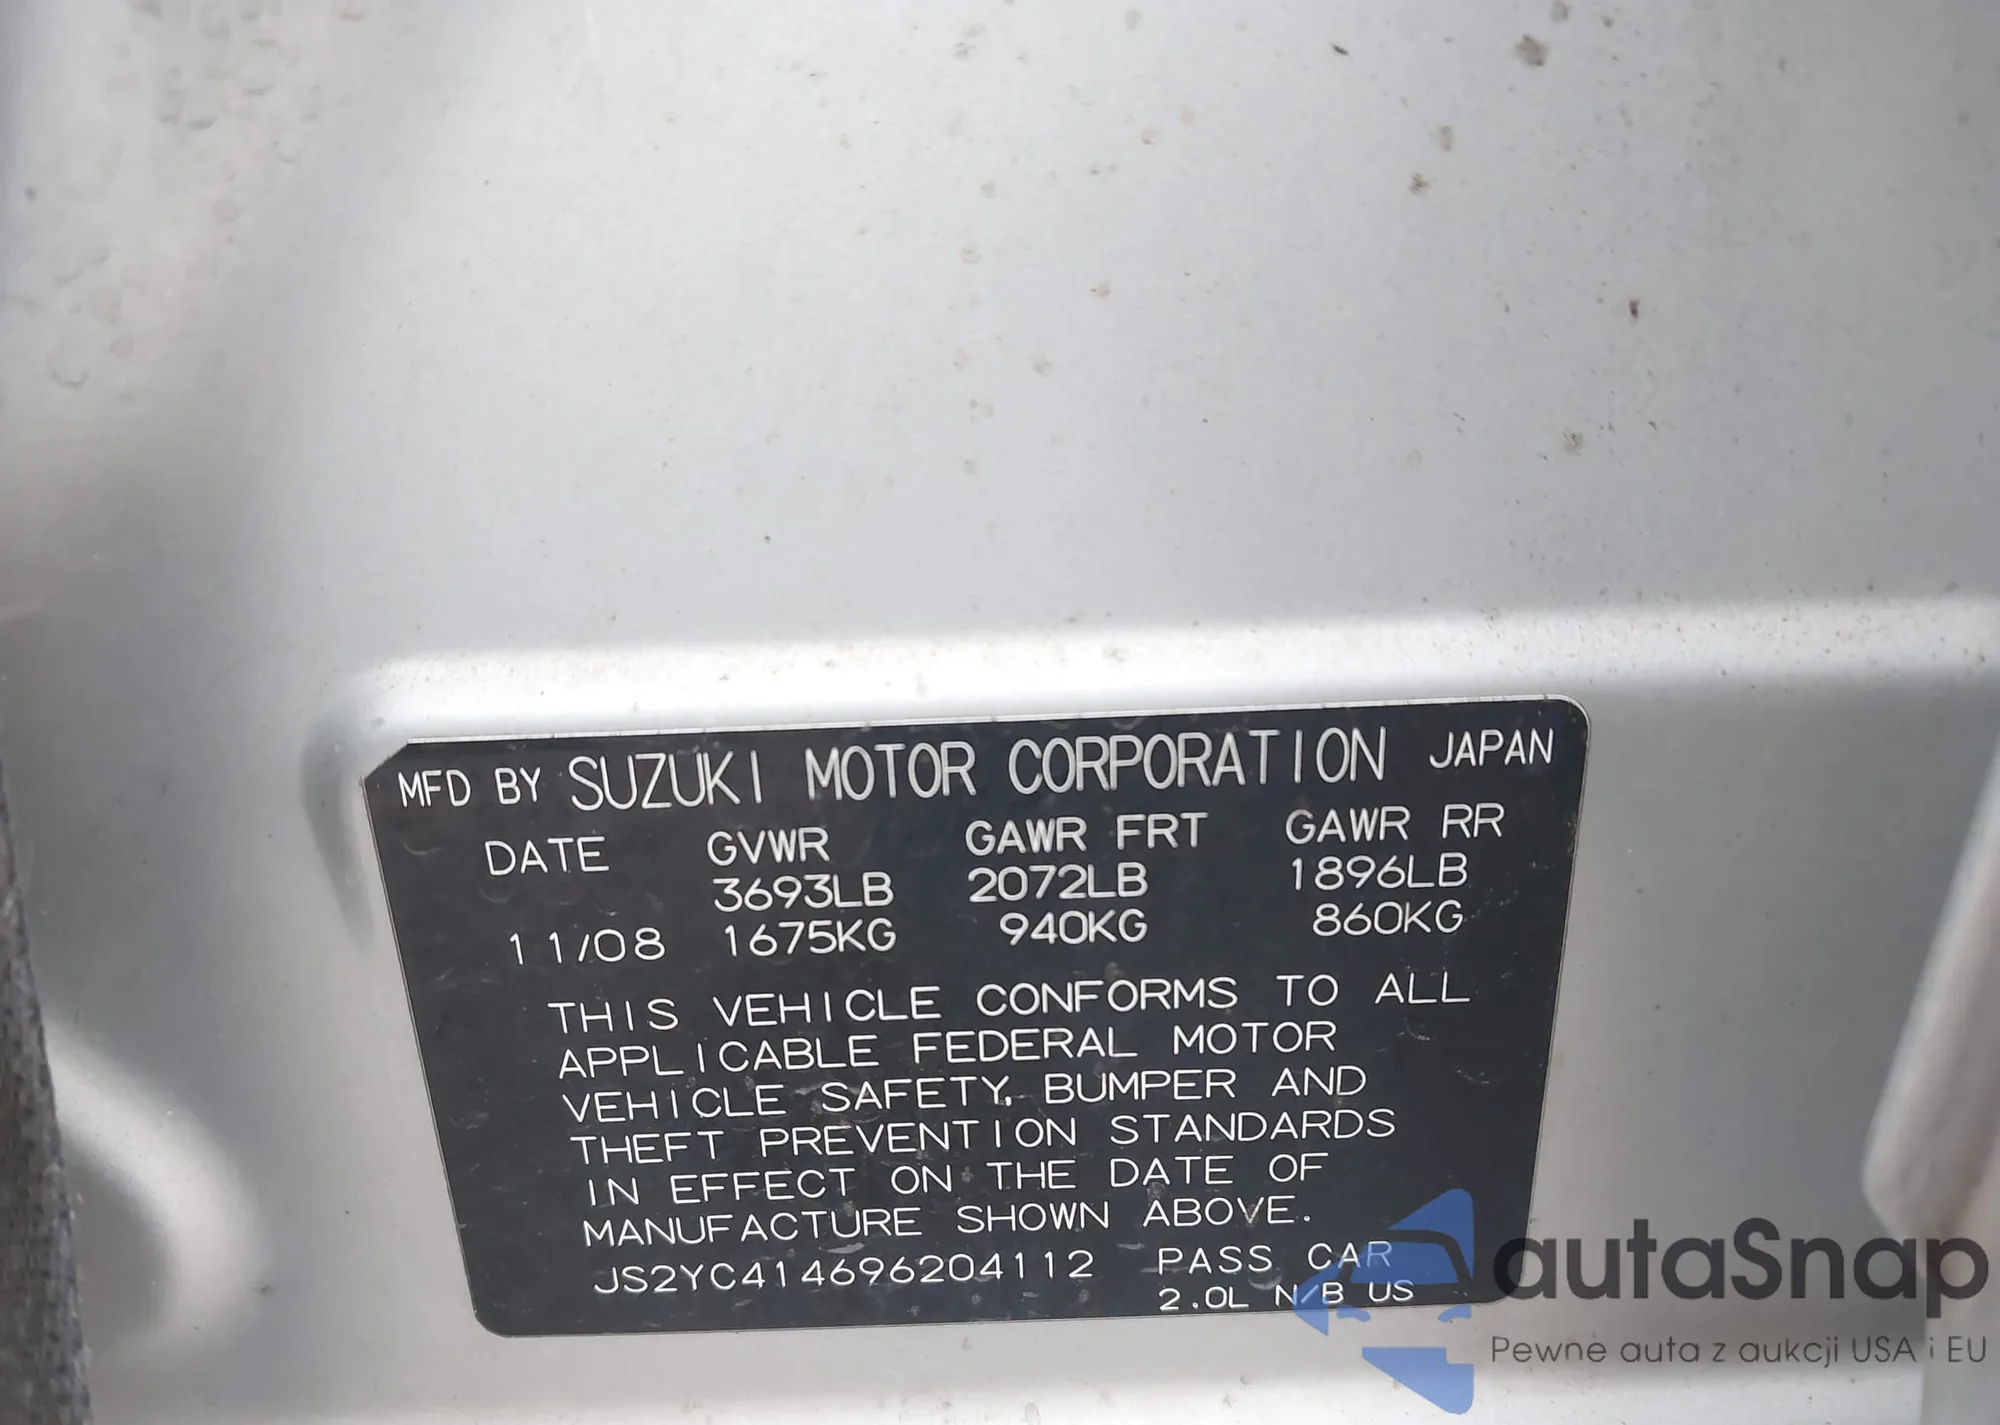 MFD BY SUZUKI MOTOR CORPORATION JAPAN
DATE GVWR GAWR FRT GAWR RR
3693LB 2072LB 1896LB
11/08 1675KG 940KG 860KG
THIS VEHICLE CONFORMS TO ALL
APPLICABLE FEDERAL MOTOR
VEHICLE SAFETY, BUMPER AND
THEFT PREVENTION STANDARDS
IN EFFECT ON THE DATE OF
MANUFACTURE SHOWN ABOVE.
JS2YC414696204112 PASS CAR
2.0L N/B US
autaSnap
Pewne auta z aukcji USA i EU